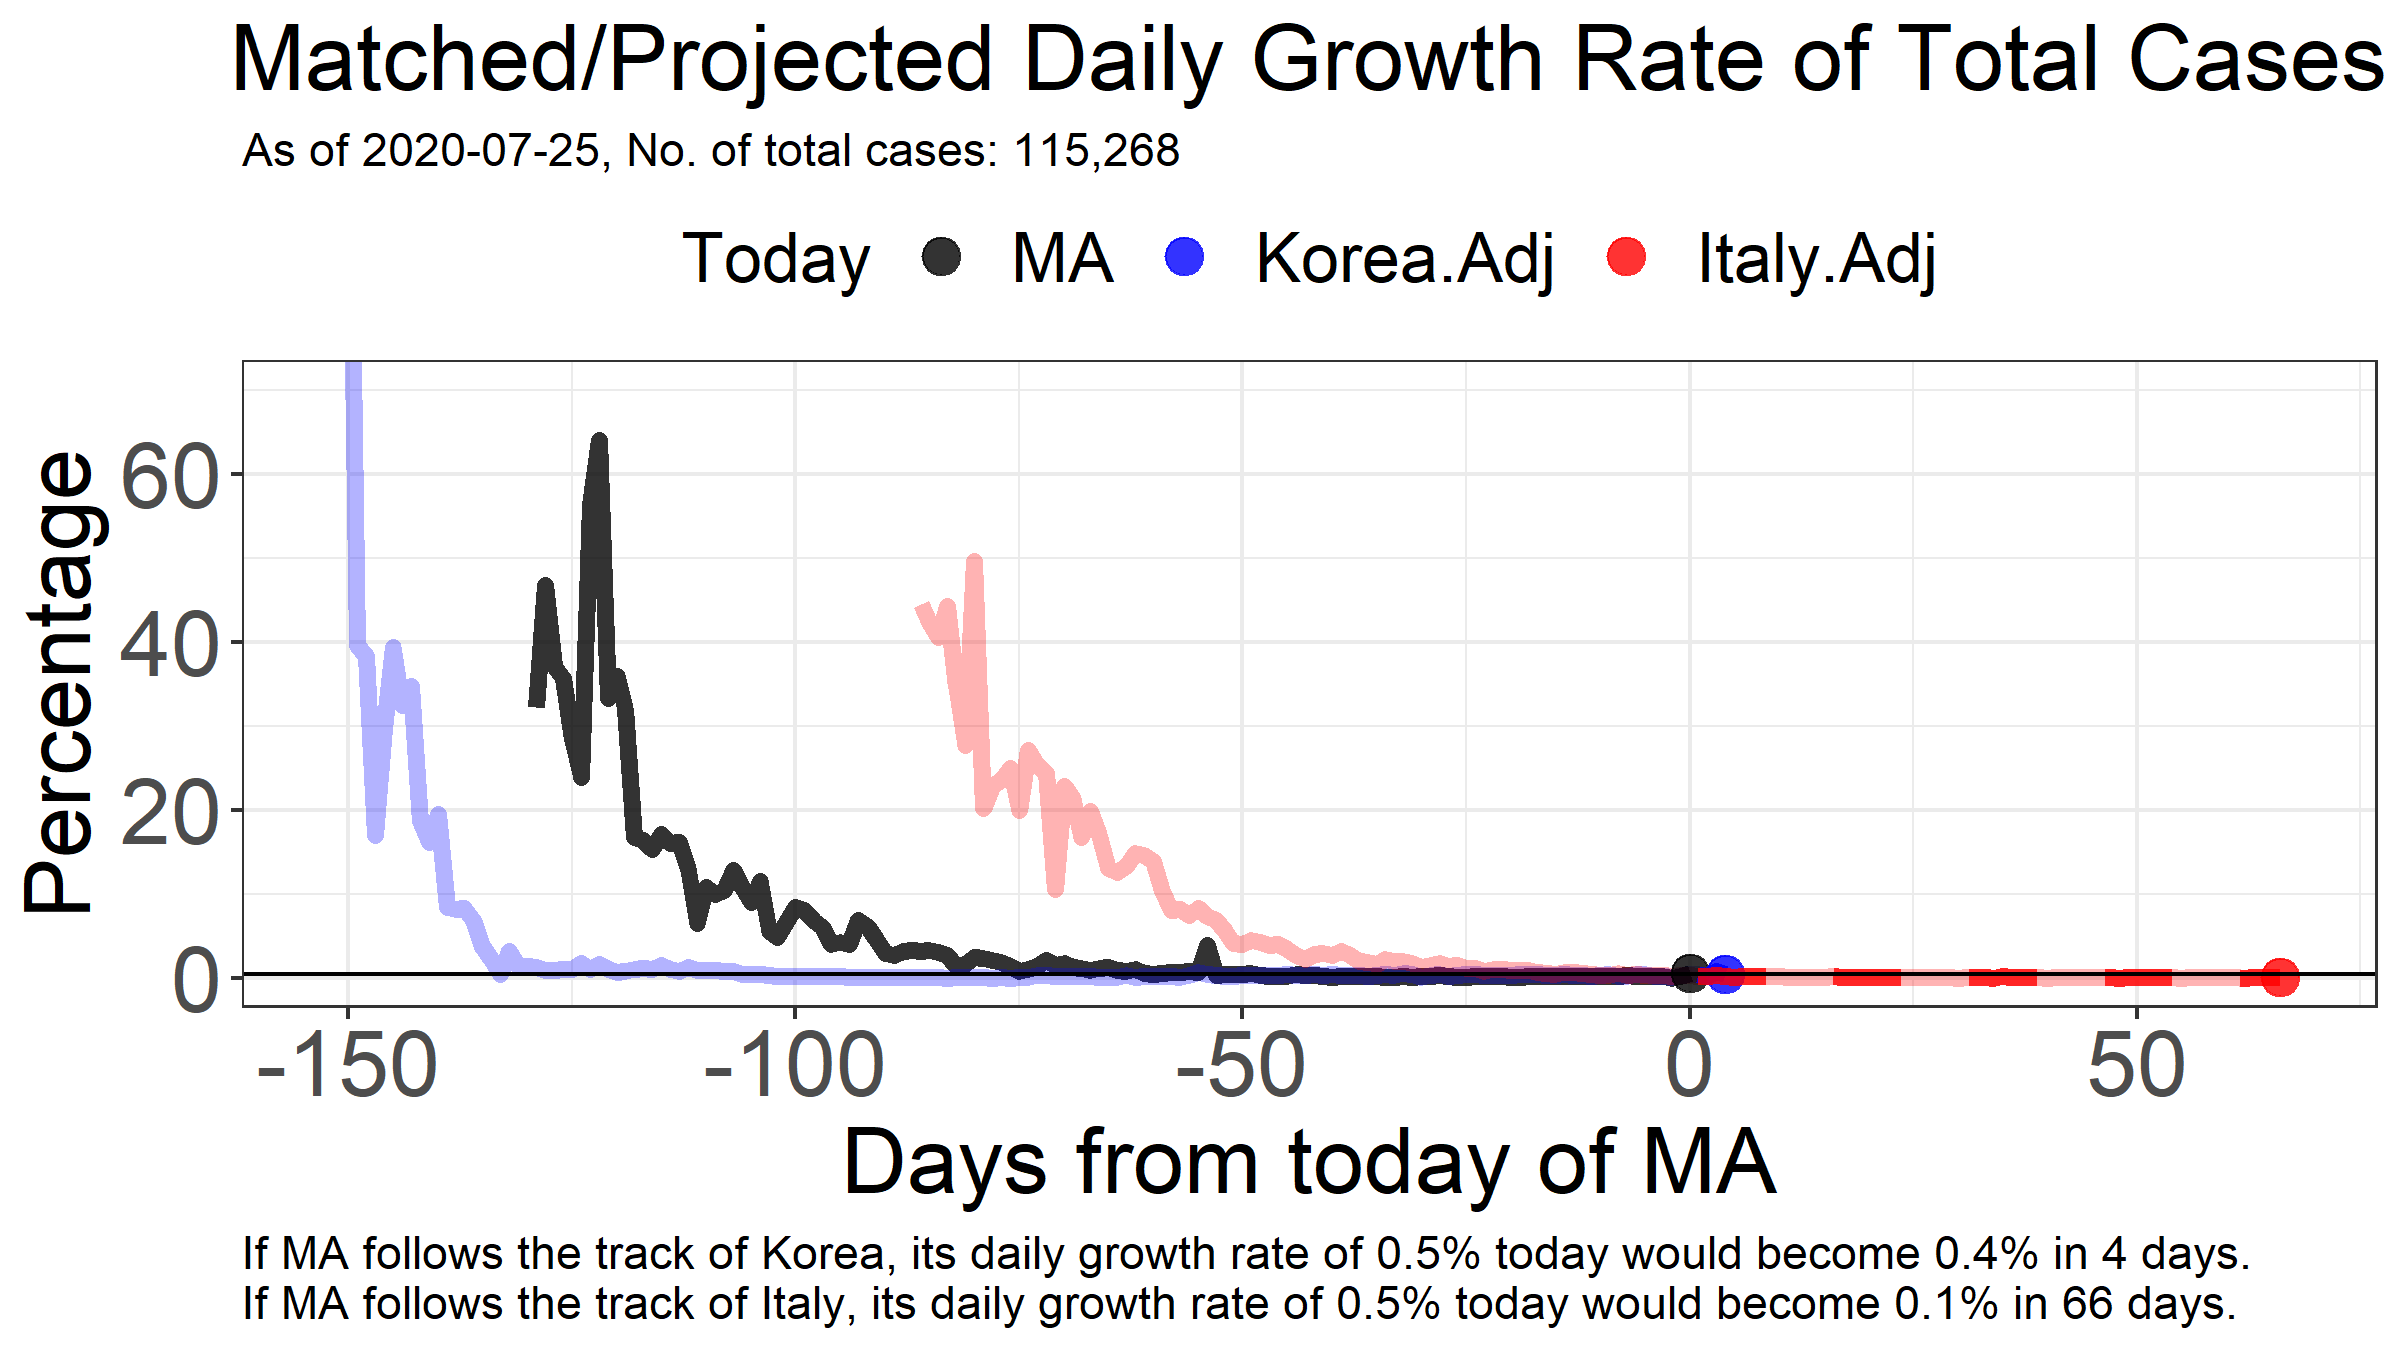 Matched/Projected Daily Growth Rate of Total Cases
As of 2020-07-25, No. of total cases: 115,268
Today MA Korea.Adj Italy.Adj
Percentage
60
40
20
0
-150 -100 -50 0 50
Days from today of MA
If MA follows the track of Korea, its daily growth rate of 0.5% today would become 0.4% in 4 days.
If MA follows the track of Italy, its daily growth rate of 0.5% today would become 0.1% in 66 days.